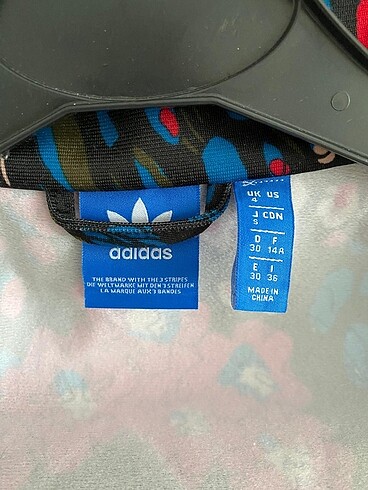 adidas
THE BRAND WITH THE 3 STRIPES
DIE WELTMARKE MIT DEN 3 STREIFEN
LA MARQUE AUX 3 BANDES
UK US
4
J CDN
S
D F
30 14A
E I
30 36
MADE IN
CHINA